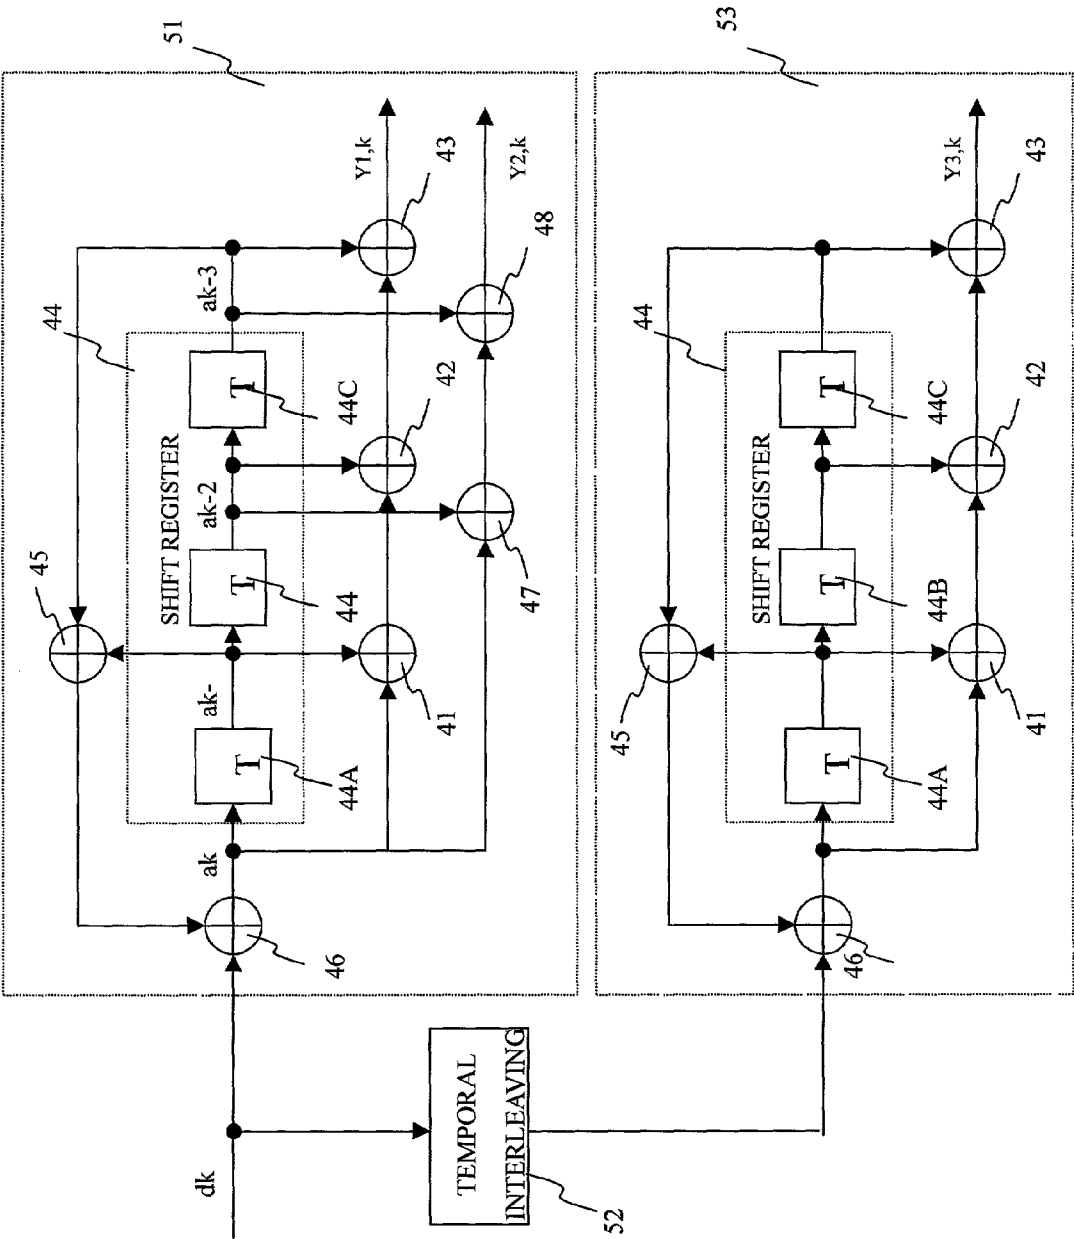 51
Y1,k
43
Y2,k
48
ak-3
44
T
44C
42
SHIFT REGISTER
ak-2
45
T
44
47
ak-
41
T
44A
ak
46
dk
TEMPORAL
INTERLEAVING
52
53
Y3,k
43
44
T
44C
42
SHIFT REGISTER
T
44B
45
41
T
44A
46